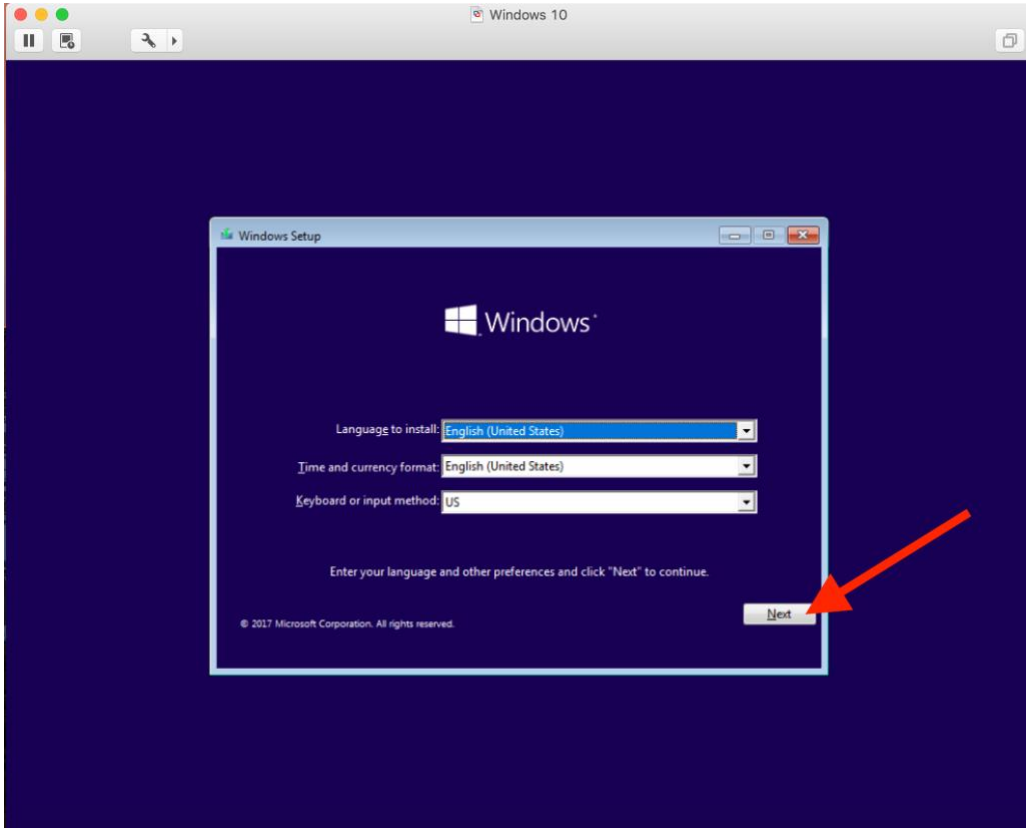 Windows 10
Windows Setup
Windows
Language to install: English (United States)
Time and currency format: English (United States)
Keyboard or input method: US
Enter your language and other preferences and click "Next" to continue.
Next
© 2017 Microsoft Corporation. All rights reserved.